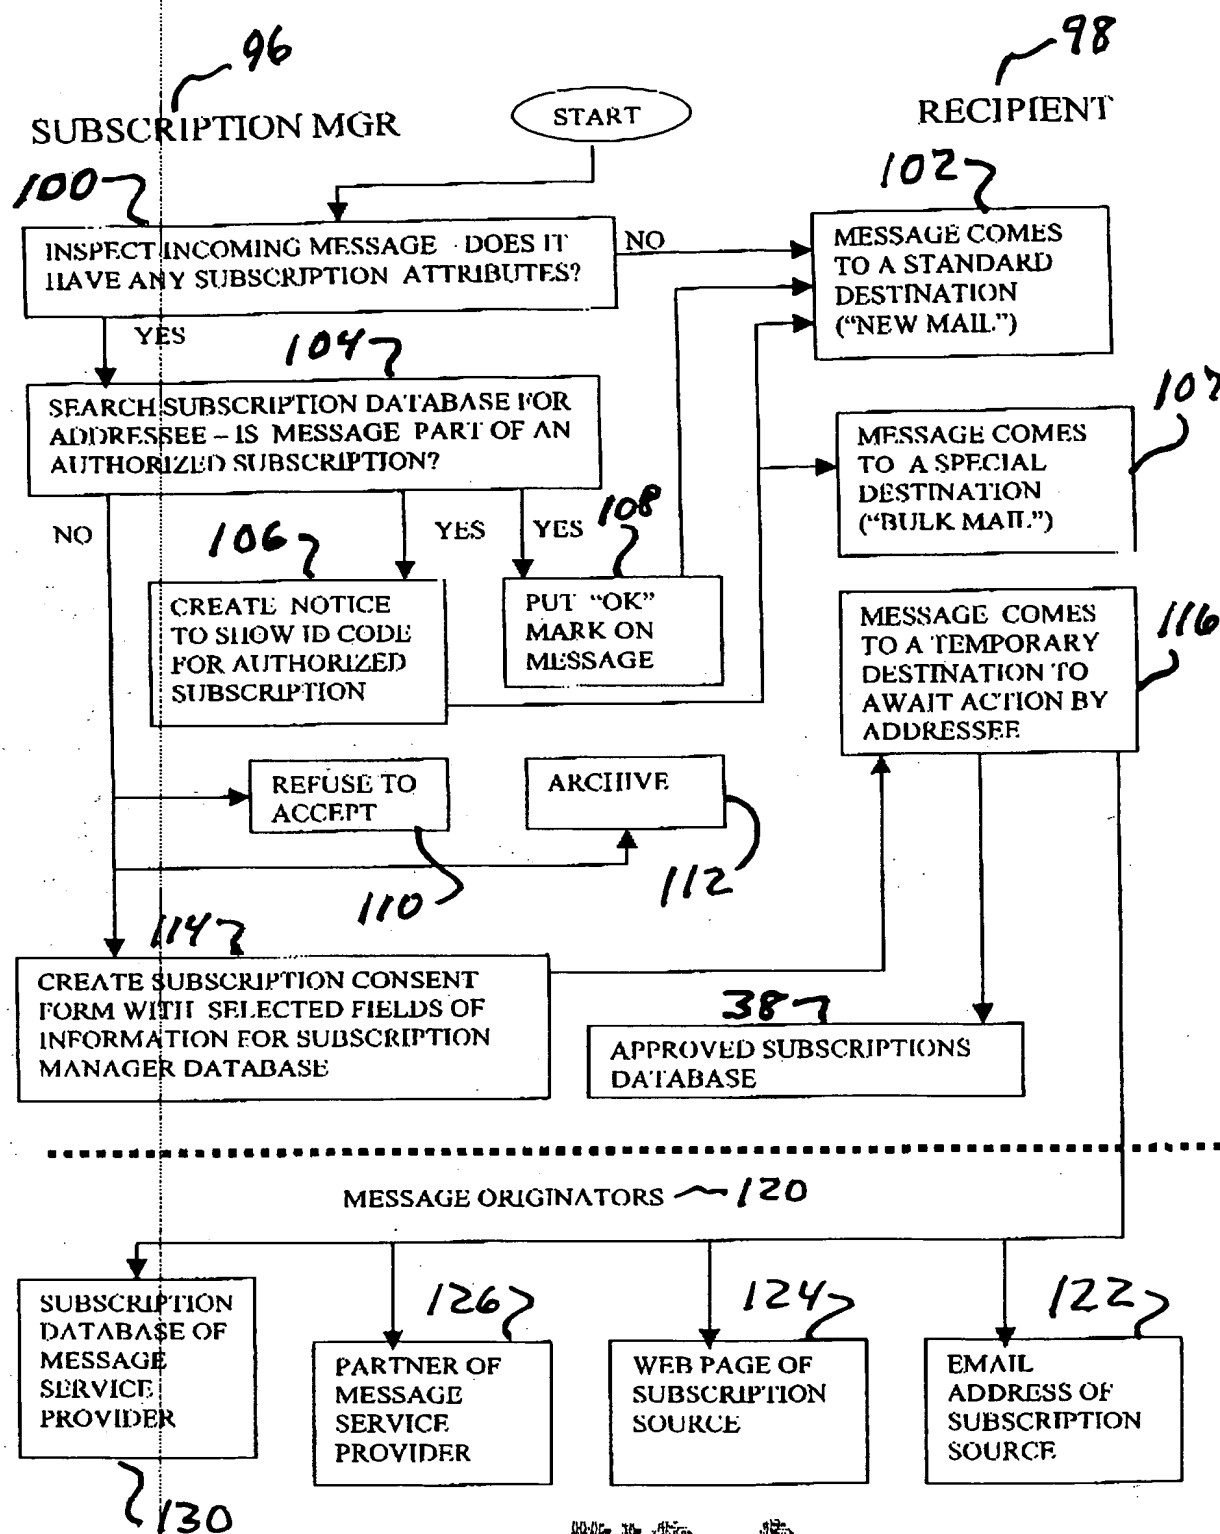 96
98
SUBSCRIPTION MGR
START
RECIPIENT
100
102
INSPECT INCOMING MESSAGE - DOES IT
HAVE ANY SUBSCRIPTION ATTRIBUTES?
NO
MESSAGE COMES
TO A STANDARD
DESTINATION
("NEW MAIL")
YES
104
SEARCH SUBSCRIPTION DATABASE FOR
ADDRESSEE – IS MESSAGE PART OF AN
AUTHORIZED SUBSCRIPTION?
107
MESSAGE COMES
TO A SPECIAL
DESTINATION
("BULK MAIL")
NO
106
YES
YES
108
CREATE NOTICE
TO SHOW ID CODE
FOR AUTHORIZED
SUBSCRIPTION
PUT "OK"
MARK ON
MESSAGE
MESSAGE COMES
TO A TEMPORARY
DESTINATION TO
AWAIT ACTION BY
ADDRESSEE
116
REFUSE TO
ACCEPT
ARCHIVE
110
112
114
CREATE SUBSCRIPTION CONSENT
FORM WITH SELECTED FIELDS OF
INFORMATION FOR SUBSCRIPTION
MANAGER DATABASE
38
APPROVED SUBSCRIPTIONS
DATABASE
MESSAGE ORIGINATORS
120
SUBSCRIPTION
DATABASE OF
MESSAGE
SERVICE
PROVIDER
126
PARTNER OF
MESSAGE
SERVICE
PROVIDER
124
WEB PAGE OF
SUBSCRIPTION
SOURCE
122
EMAIL
ADDRESS OF
SUBSCRIPTION
SOURCE
130